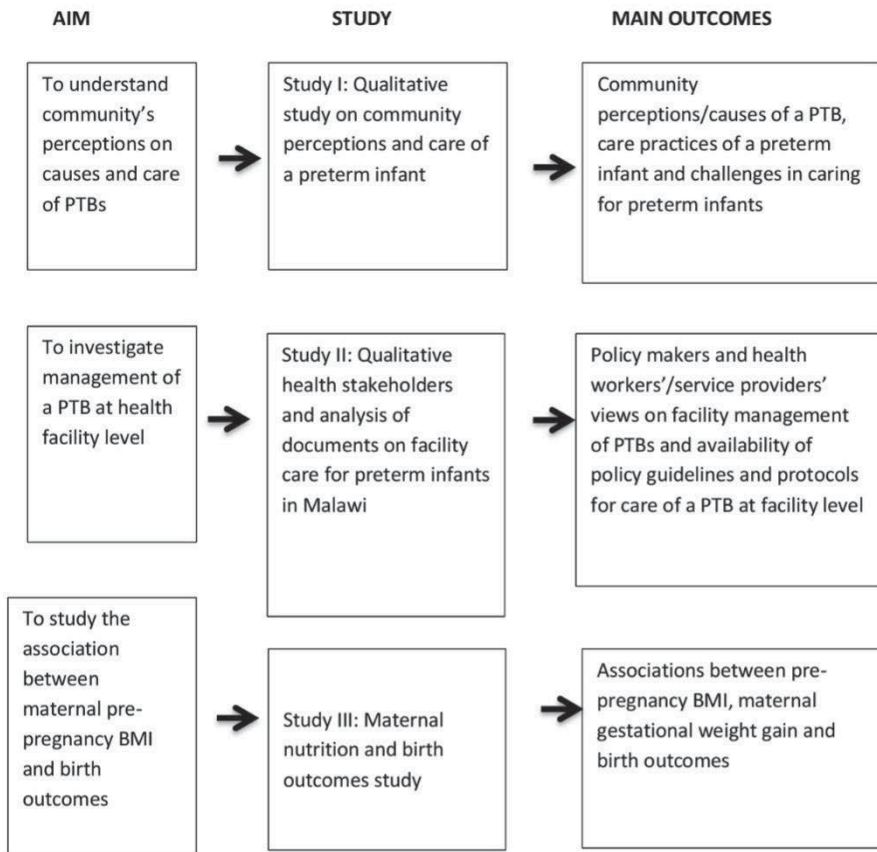 AIM
STUDY
MAIN OUTCOMES
To understand
community’s
perceptions on
causes and care
of PTBs
Study I: Qualitative
study on community
perceptions and care of
a preterm infant
Community
perceptions/causes of a PTB,
care practices of a preterm
infant and challenges in caring
for preterm infants
To investigate
management of
a PTB at health
facility level
Study II: Qualitative
health stakeholders
and analysis of
documents on facility
care for preterm infants
in Malawi
Policy makers and health
workers’/service providers’
views on facility management
of PTBs and availability of
policy guidelines and protocols
for care of a PTB at facility level
To study the
association
between
maternal pre-
pregnancy BMI
and birth
outcomes
Study III: Maternal
nutrition and birth
outcomes study
Associations between pre-
pregnancy BMI, maternal
gestational weight gain and
birth outcomes